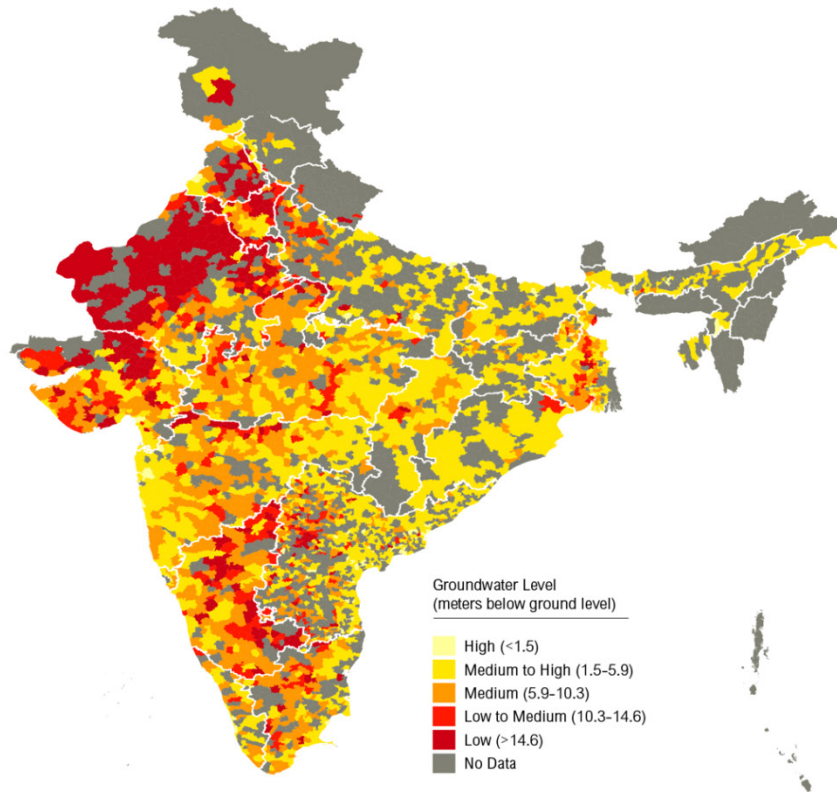 Groundwater Level
(meters below ground level)
High (<1.5)
Medium to High (1.5–5.9)
Medium (5.9–10.3)
Low to Medium (10.3–14.6)
Low (>14.6)
No Data